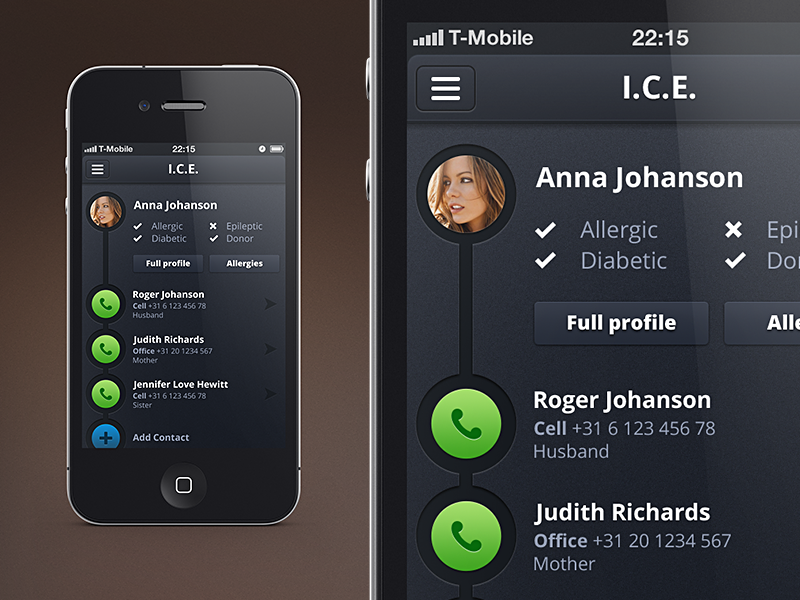 T-Mobile 22:15
I.C.E.
Anna Johanson
Allergic Epileptic
Diabetic Donor
Full profile Allergies
Roger Johanson
Cell +31 6 123 456 78
Husband
Judith Richards
Office +31 20 1234 567
Mother
Jennifer Love Hewitt
Cell +31 6 123 456 78
Sister
Add Contact
T-Mobile 22:15
I.C.E.
Anna Johanson
Allergic Epi
Diabetic Do
Full profile Alle
Roger Johanson
Cell +31 6 123 456 78
Husband
Judith Richards
Office +31 20 1234 567
Mother